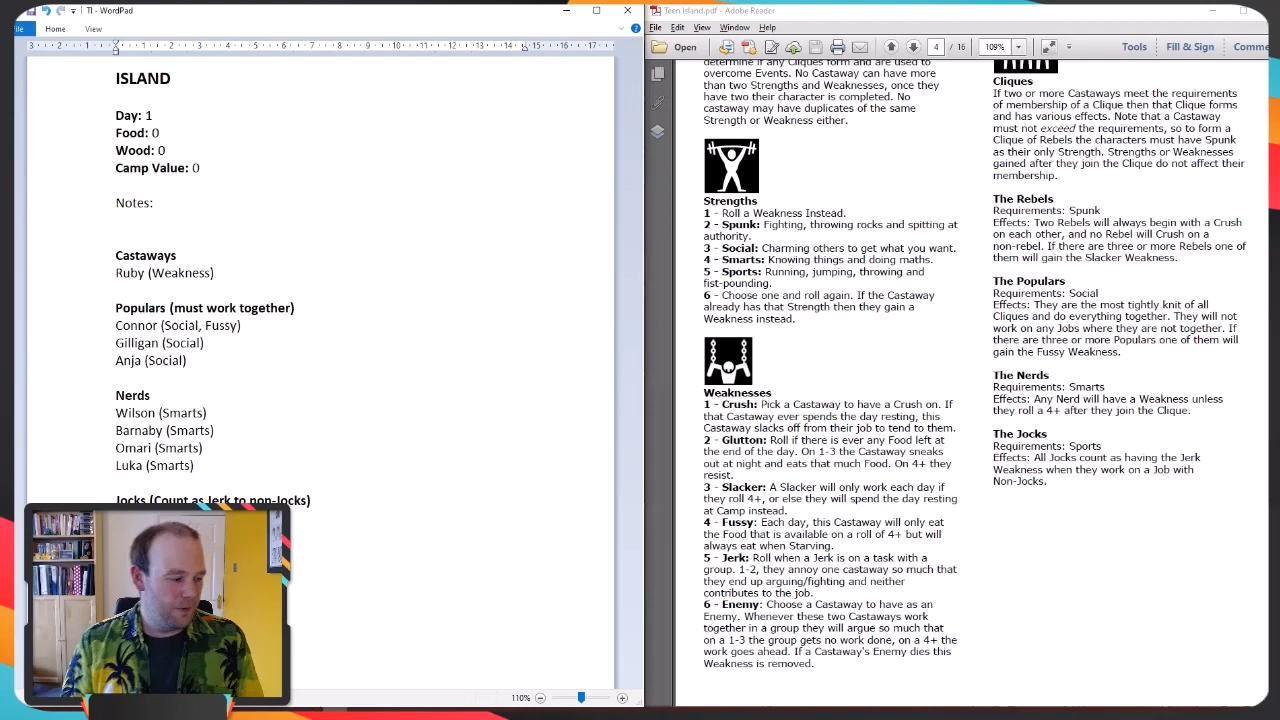 TI - WordPad
File
Home
View
3 2 1 1 2 3 4 5 6 7 8 9 10 11 12 13 14 15 16 17
ISLAND
Day: 1
Food: 0
Wood: 0
Camp Value: 0
Notes:
Castaways
Ruby (Weakness)
Populars (must work together)
Connor (Social, Fussy)
Gilligan (Social)
Anja (Social)
Nerds
Wilson (Smarts)
Barnaby (Smarts)
Omari (Smarts)
Luka (Smarts)
Jocks (Count as Jerk to non-Jocks)
110%
Teen Island.pdf - Adobe Reader
File Edit View Window Help
Open
4 / 16
109%
Tools
Fill & Sign
Comme
determine if any Cliques form and are used to
overcome Events. No Castaway can have more
than two Strengths and Weaknesses, once they
have two their character is completed. No
castaway may have duplicates of the same
Strength or Weakness either.
Strengths
1 - Roll a Weakness Instead.
2 - Spunk: Fighting, throwing rocks and spitting at
authority.
3 - Social: Charming others to get what you want.
4 - Smarts: Knowing things and doing maths.
5 - Sports: Running, jumping, throwing and
fist-pounding.
6 - Choose one and roll again. If the Castaway
already has that Strength then they gain a
Weakness instead.
Weaknesses
1 - Crush: Pick a Castaway to have a Crush on. If
that Castaway ever spends the day resting, this
Castaway slacks off from their job to tend to them.
2 - Glutton: Roll if there is ever any Food left at
the end of the day. On 1-3 the Castaway sneaks
out at night and eats that much Food. On 4+ they
resist.
3 - Slacker: A Slacker will only work each day if
they roll 4+, or else they will spend the day resting
at Camp instead.
4 - Fussy: Each day, this Castaway will only eat
the Food that is available on a roll of 4+ but will
always eat when Starving.
5 - Jerk: Roll when a Jerk is on a task with a
group. 1-2, they annoy one castaway so much that
they end up arguing/fighting and neither
contributes to the job.
6 - Enemy: Choose a Castaway to have as an
Enemy. Whenever these two Castaways work
together in a group they will argue so much that
on a 1-3 the group gets no work done, on a 4+ the
work goes ahead. If a Castaway's Enemy dies this
Weakness is removed.
Cliques
If two or more Castaways meet the requirements
of membership of a Clique then that Clique forms
and has various effects. Note that a Castaway
must not exceed the requirements, so to form a
Clique of Rebels the characters must have Spunk
as their only Strength. Strengths or Weaknesses
gained after they join the Clique do not affect their
membership.
The Rebels
Requirements: Spunk
Effects: Two Rebels will always begin with a Crush
on each other, and no Rebel will Crush on a
non-rebel. If there are three or more Rebels one of
them will gain the Slacker Weakness.
The Populars
Requirements: Social
Effects: They are the most tightly knit of all
Cliques and do everything together. They will not
work on any Jobs where they are not together. If
there are three or more Populars one of them will
gain the Fussy Weakness.
The Nerds
Requirements: Smarts
Effects: Any Nerd will have a Weakness unless
they roll a 4+ after they join the Clique.
The Jocks
Requirements: Sports
Effects: All Jocks count as having the Jerk
Weakness when they work on a Job with
Non-Jocks.